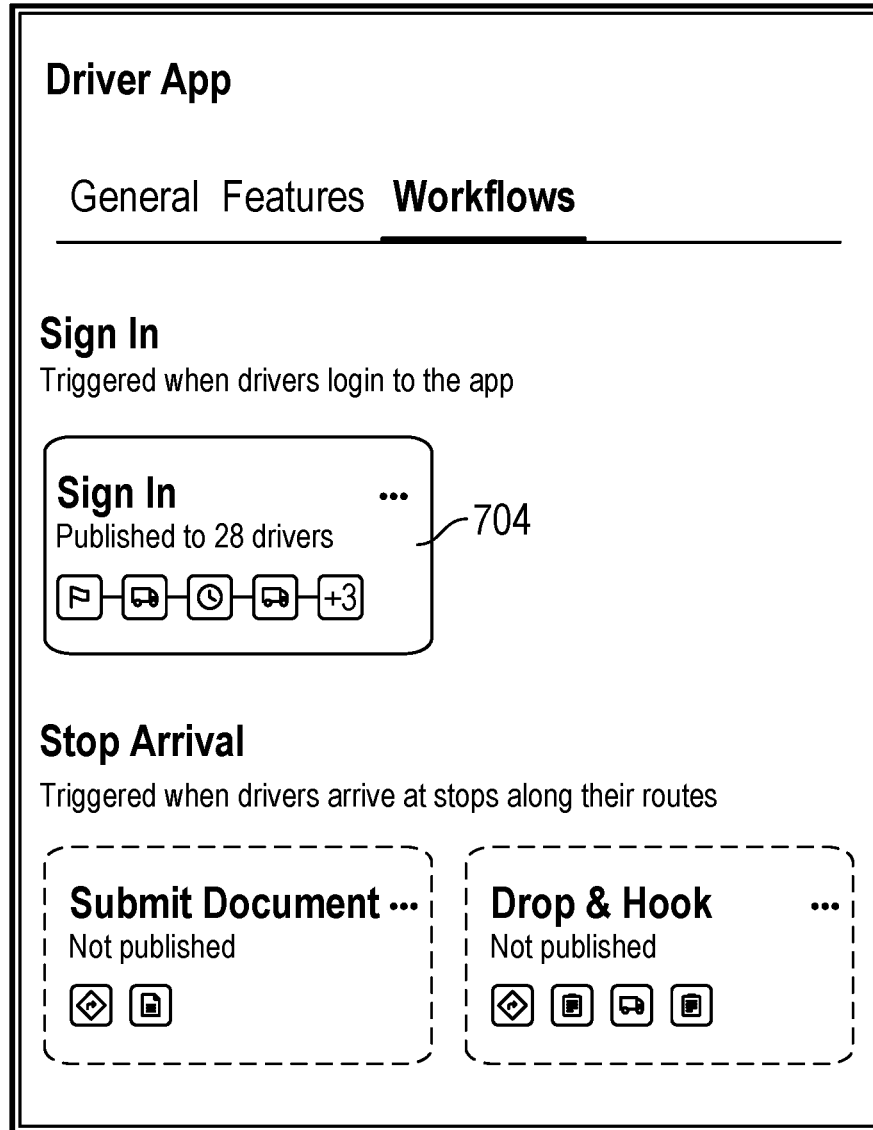 Driver App
General Features Workflows
Sign In
Triggered when drivers login to the app
Sign In ...
Published to 28 drivers
+3
704
Stop Arrival
Triggered when drivers arrive at stops along their routes
Submit Document ...
Not published
Drop & Hook ...
Not published